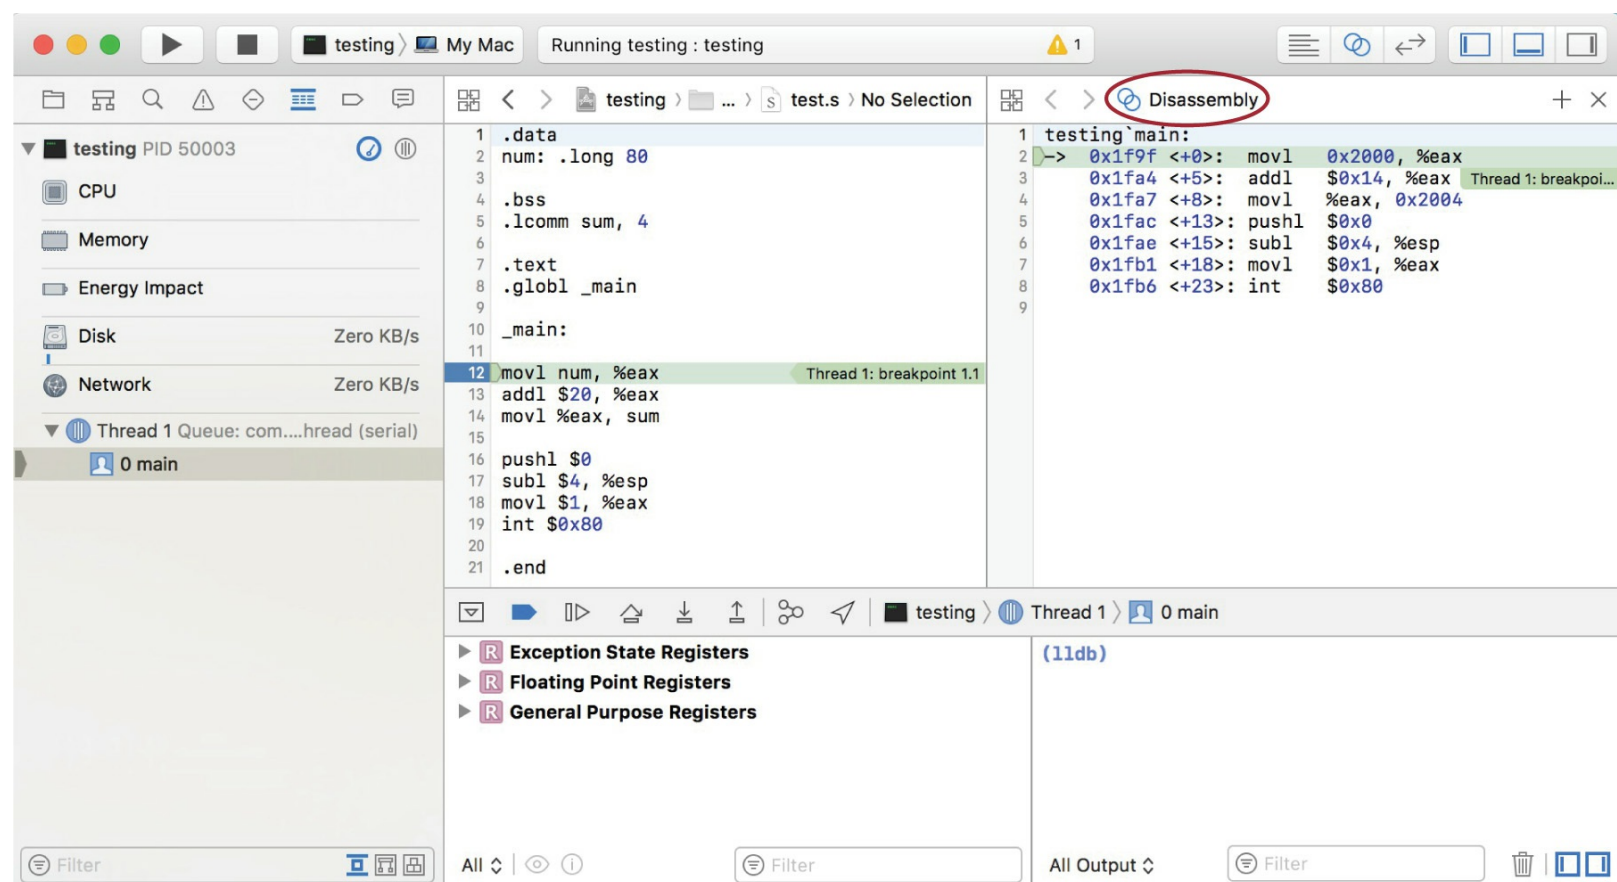 testing 〉 My Mac
Running testing : testing
1
testing 〉 ... 〉 test.s 〉 No Selection
Disassembly
testing PID 50003
CPU
Memory
Energy Impact
Disk Zero KB/s
Network Zero KB/s
Thread 1 Queue: com....hread (serial)
0 main
Filter
1 .data
2 num: .long 80
3
4 .bss
5 .lcomm sum, 4
6
7 .text
8 .globl _main
9
10 _main:
11
12 movl num, %eax Thread 1: breakpoint 1.1
13 addl $20, %eax
14 movl %eax, sum
15
16 pushl $0
17 subl $4, %esp
18 movl $1, %eax
19 int $0x80
20
21 .end
1 testing`main:
2 -> 0x1f9f <+0>: movl 0x2000, %eax
3 0x1fa4 <+5>: addl $0x14, %eax Thread 1: breakpoi...
4 0x1fa7 <+8>: movl %eax, 0x2004
5 0x1fac <+13>: pushl $0x0
6 0x1fae <+15>: subl $0x4, %esp
7 0x1fb1 <+18>: movl $0x1, %eax
8 0x1fb6 <+23>: int $0x80
9
testing 〉 Thread 1 〉 0 main
R Exception State Registers
R Floating Point Registers
R General Purpose Registers
All
Filter
(lldb)
All Output
Filter